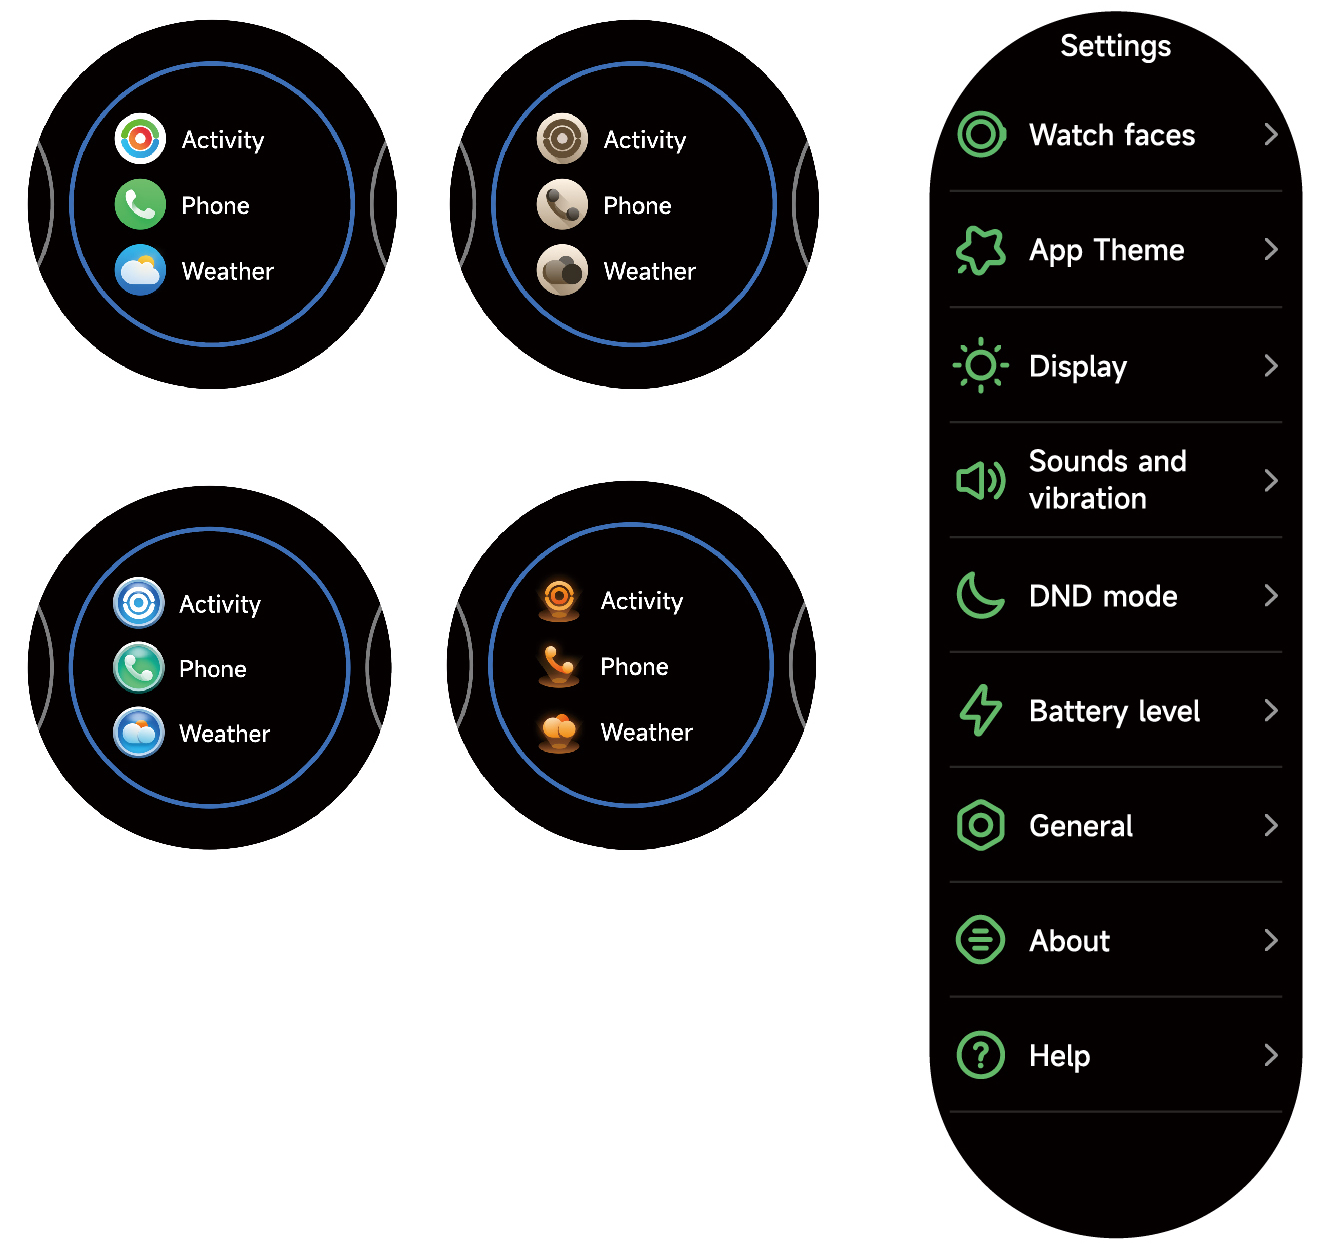 Activity
Phone
Weather
Activity
Phone
Weather
Activity
Phone
Weather
Activity
Phone
Weather
Settings
Watch faces
App Theme
Display
Sounds and
vibration
DND mode
Battery level
General
About
Help